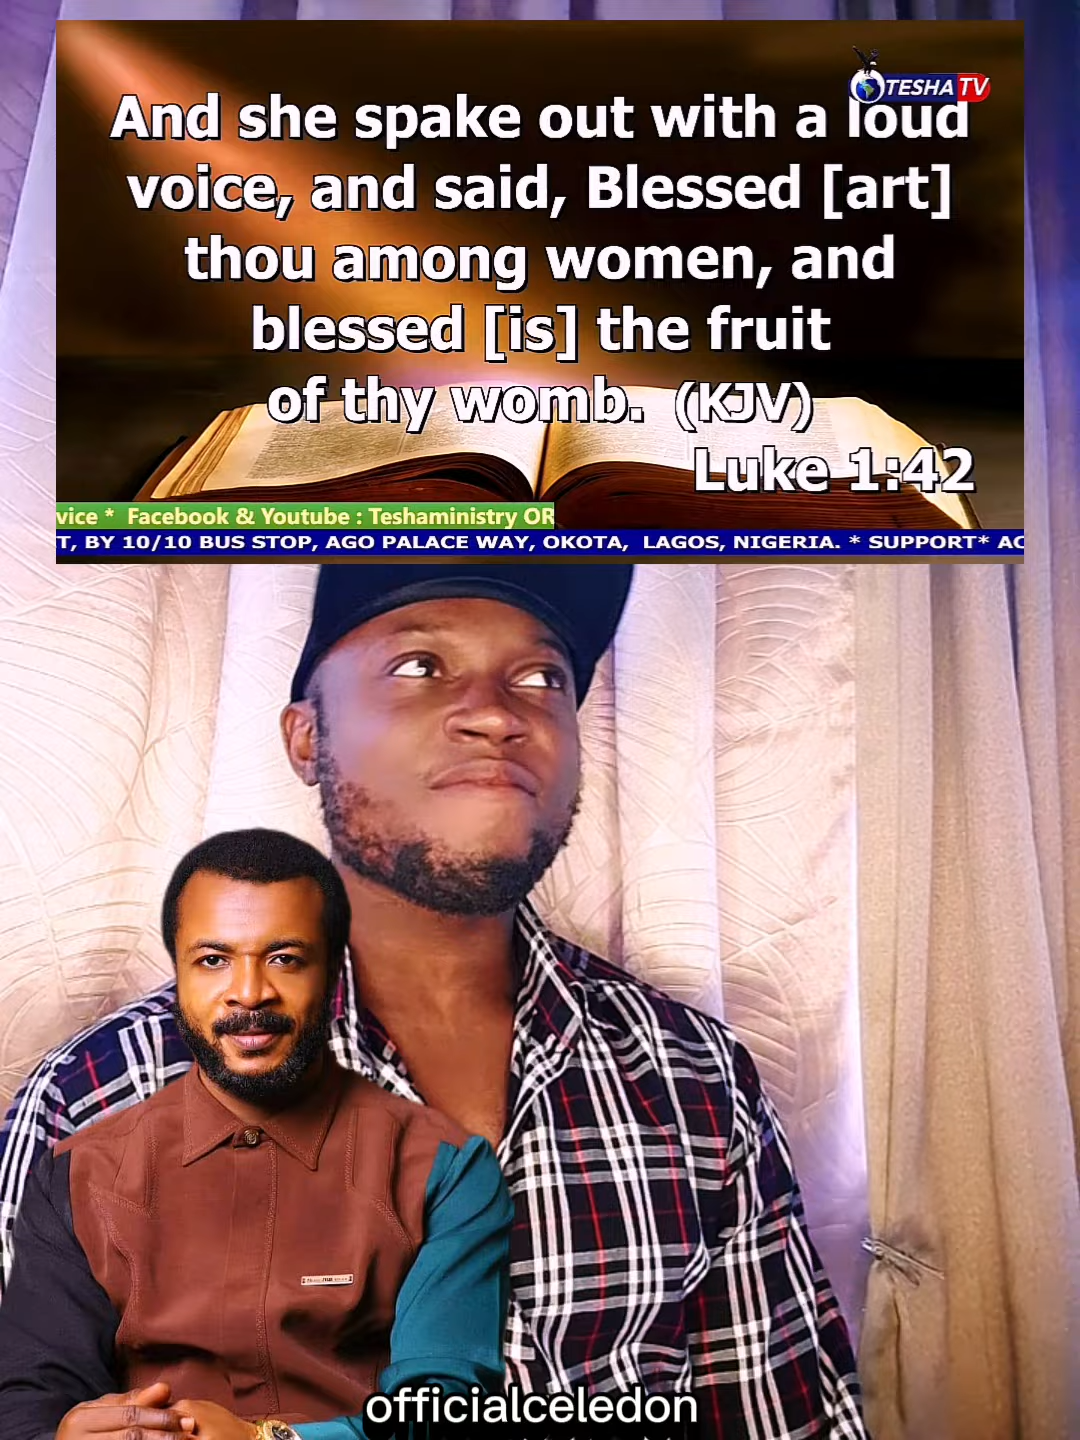 TESHA TV
And she spake out with a loud
voice, and said, Blessed [art]
thou among women, and
blessed [is] the fruit
of thy womb. (KJV)
Luke 1:42
vice * Facebook & Youtube : Teshaministry OR
T, BY 10/10 BUS STOP, AGO PALACE WAY, OKOTA, LAGOS, NIGERIA. * SUPPORT* AC
officialceledon